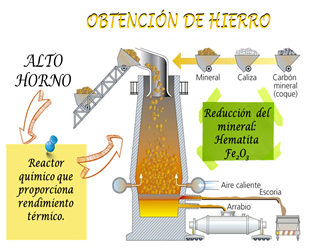 OBTENCIÓN DE HIERRO
ALTO
HORNO
Mineral
Caliza
Carbón
mineral
(coque)
Reducción del
mineral:
Hematita
Fe₂O₃
Reactor
químico que
proporciona
rendimiento
térmico.
Aire caliente
Escoria
Arrabio